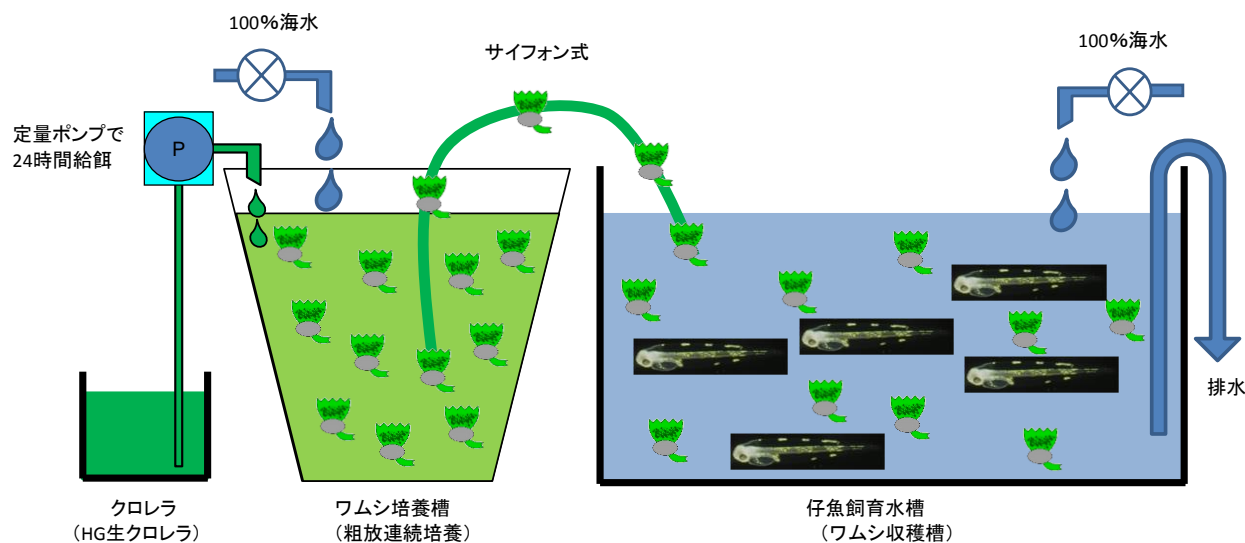 100％海水
サイフォン式
100％海水
定量ポンプで
24時間給餌
P
排水
クロレラ
（HG生クロレラ）
ワムシ培養槽
（粗放連続培養）
仔魚飼育水槽
（ワムシ収穫槽）